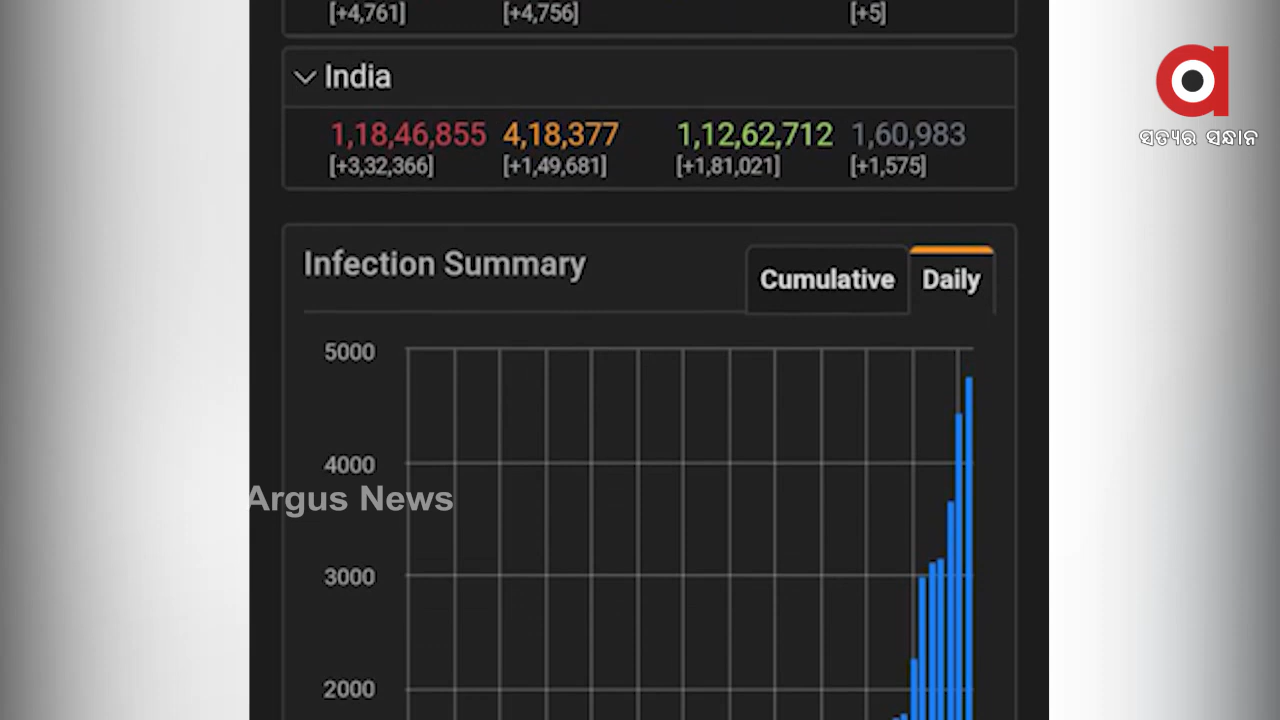 [+4,761] [+4,756] [+5]
India
1,18,46,855 4,18,377 1,12,62,712 1,60,983
[+3,32,366] [+1,49,681] [+1,81,021] [+1,575]
ସତ୍ୟର ସନ୍ଧାନ
Infection Summary
Cumulative Daily
5000
4000
Argus News
3000
2000